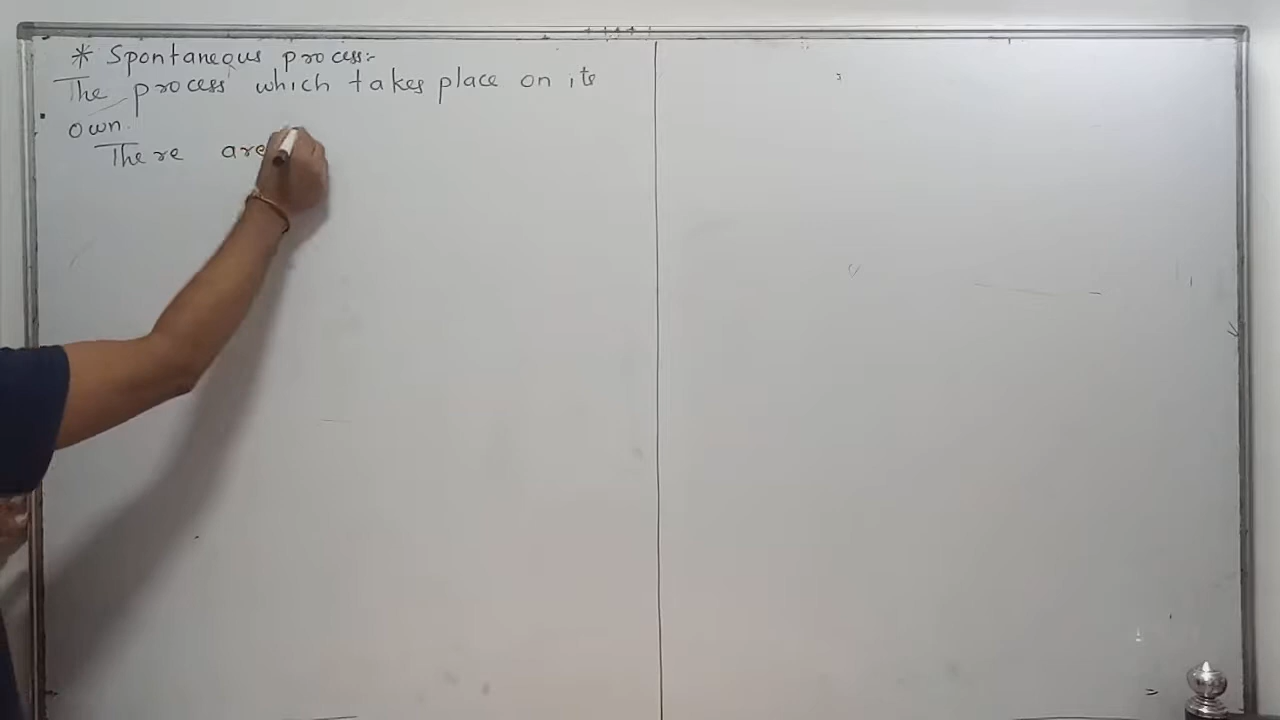 * Spontaneous process:-
The process which takes place on its
own.
There are